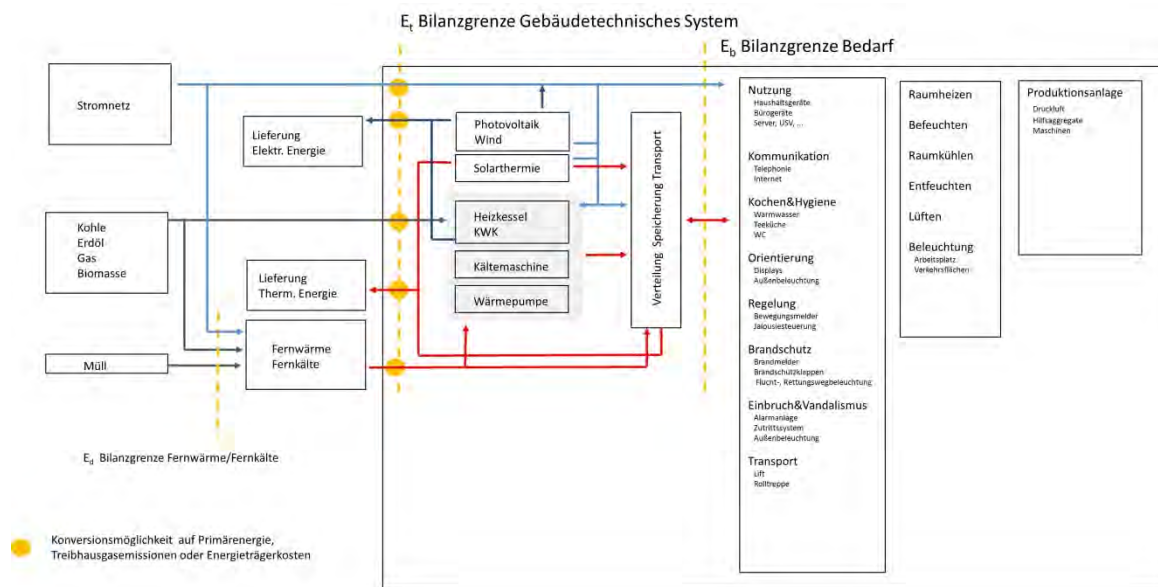 Et Bilanzgrenze Gebäudetechnisches System
Eb Bilanzgrenze Bedarf
Stromnetz
Lieferung
Elektr. Energie
Kohle
Erdöl
Gas
Biomasse
Lieferung
Therm. Energie
Müll
Fernwärme
Fernkälte
Ed Bilanzgrenze Fernwärme/Fernkälte
Photovoltaik
Wind
Solarthermie
Heizkessel
KWK
Kältemaschine
Wärmepumpe
Verteilung Speicherung Transport
Nutzung
Haushaltsgeräte
Bürogeräte
Server, USV, ...
Kommunikation
Telephonie
Internet
Kochen&Hygiene
Warmwasser
Teeküche
WC
Orientierung
Displays
Außenbeleuchtung
Regelung
Bewegungsmelder
Jalousiesteuerung
Brandschutz
Brandmelder
Brandschutzklappen
Flucht-, Rettungswegbeleuchtung
Einbruch&Vandalismus
Alarmanlage
Zutrittssystem
Außenbeleuchtung
Transport
Lift
Rolltreppe
Raumheizen
Befeuchten
Raumkühlen
Entfeuchten
Lüften
Beleuchtung
Arbeitsplatz
Verkehrsflächen
Produktionsanlage
Druckluft
Hilfsaggregate
Maschinen
Konversionsmöglichkeit auf Primärenergie,
Treibhausgasemissionen oder Energieträgerkosten